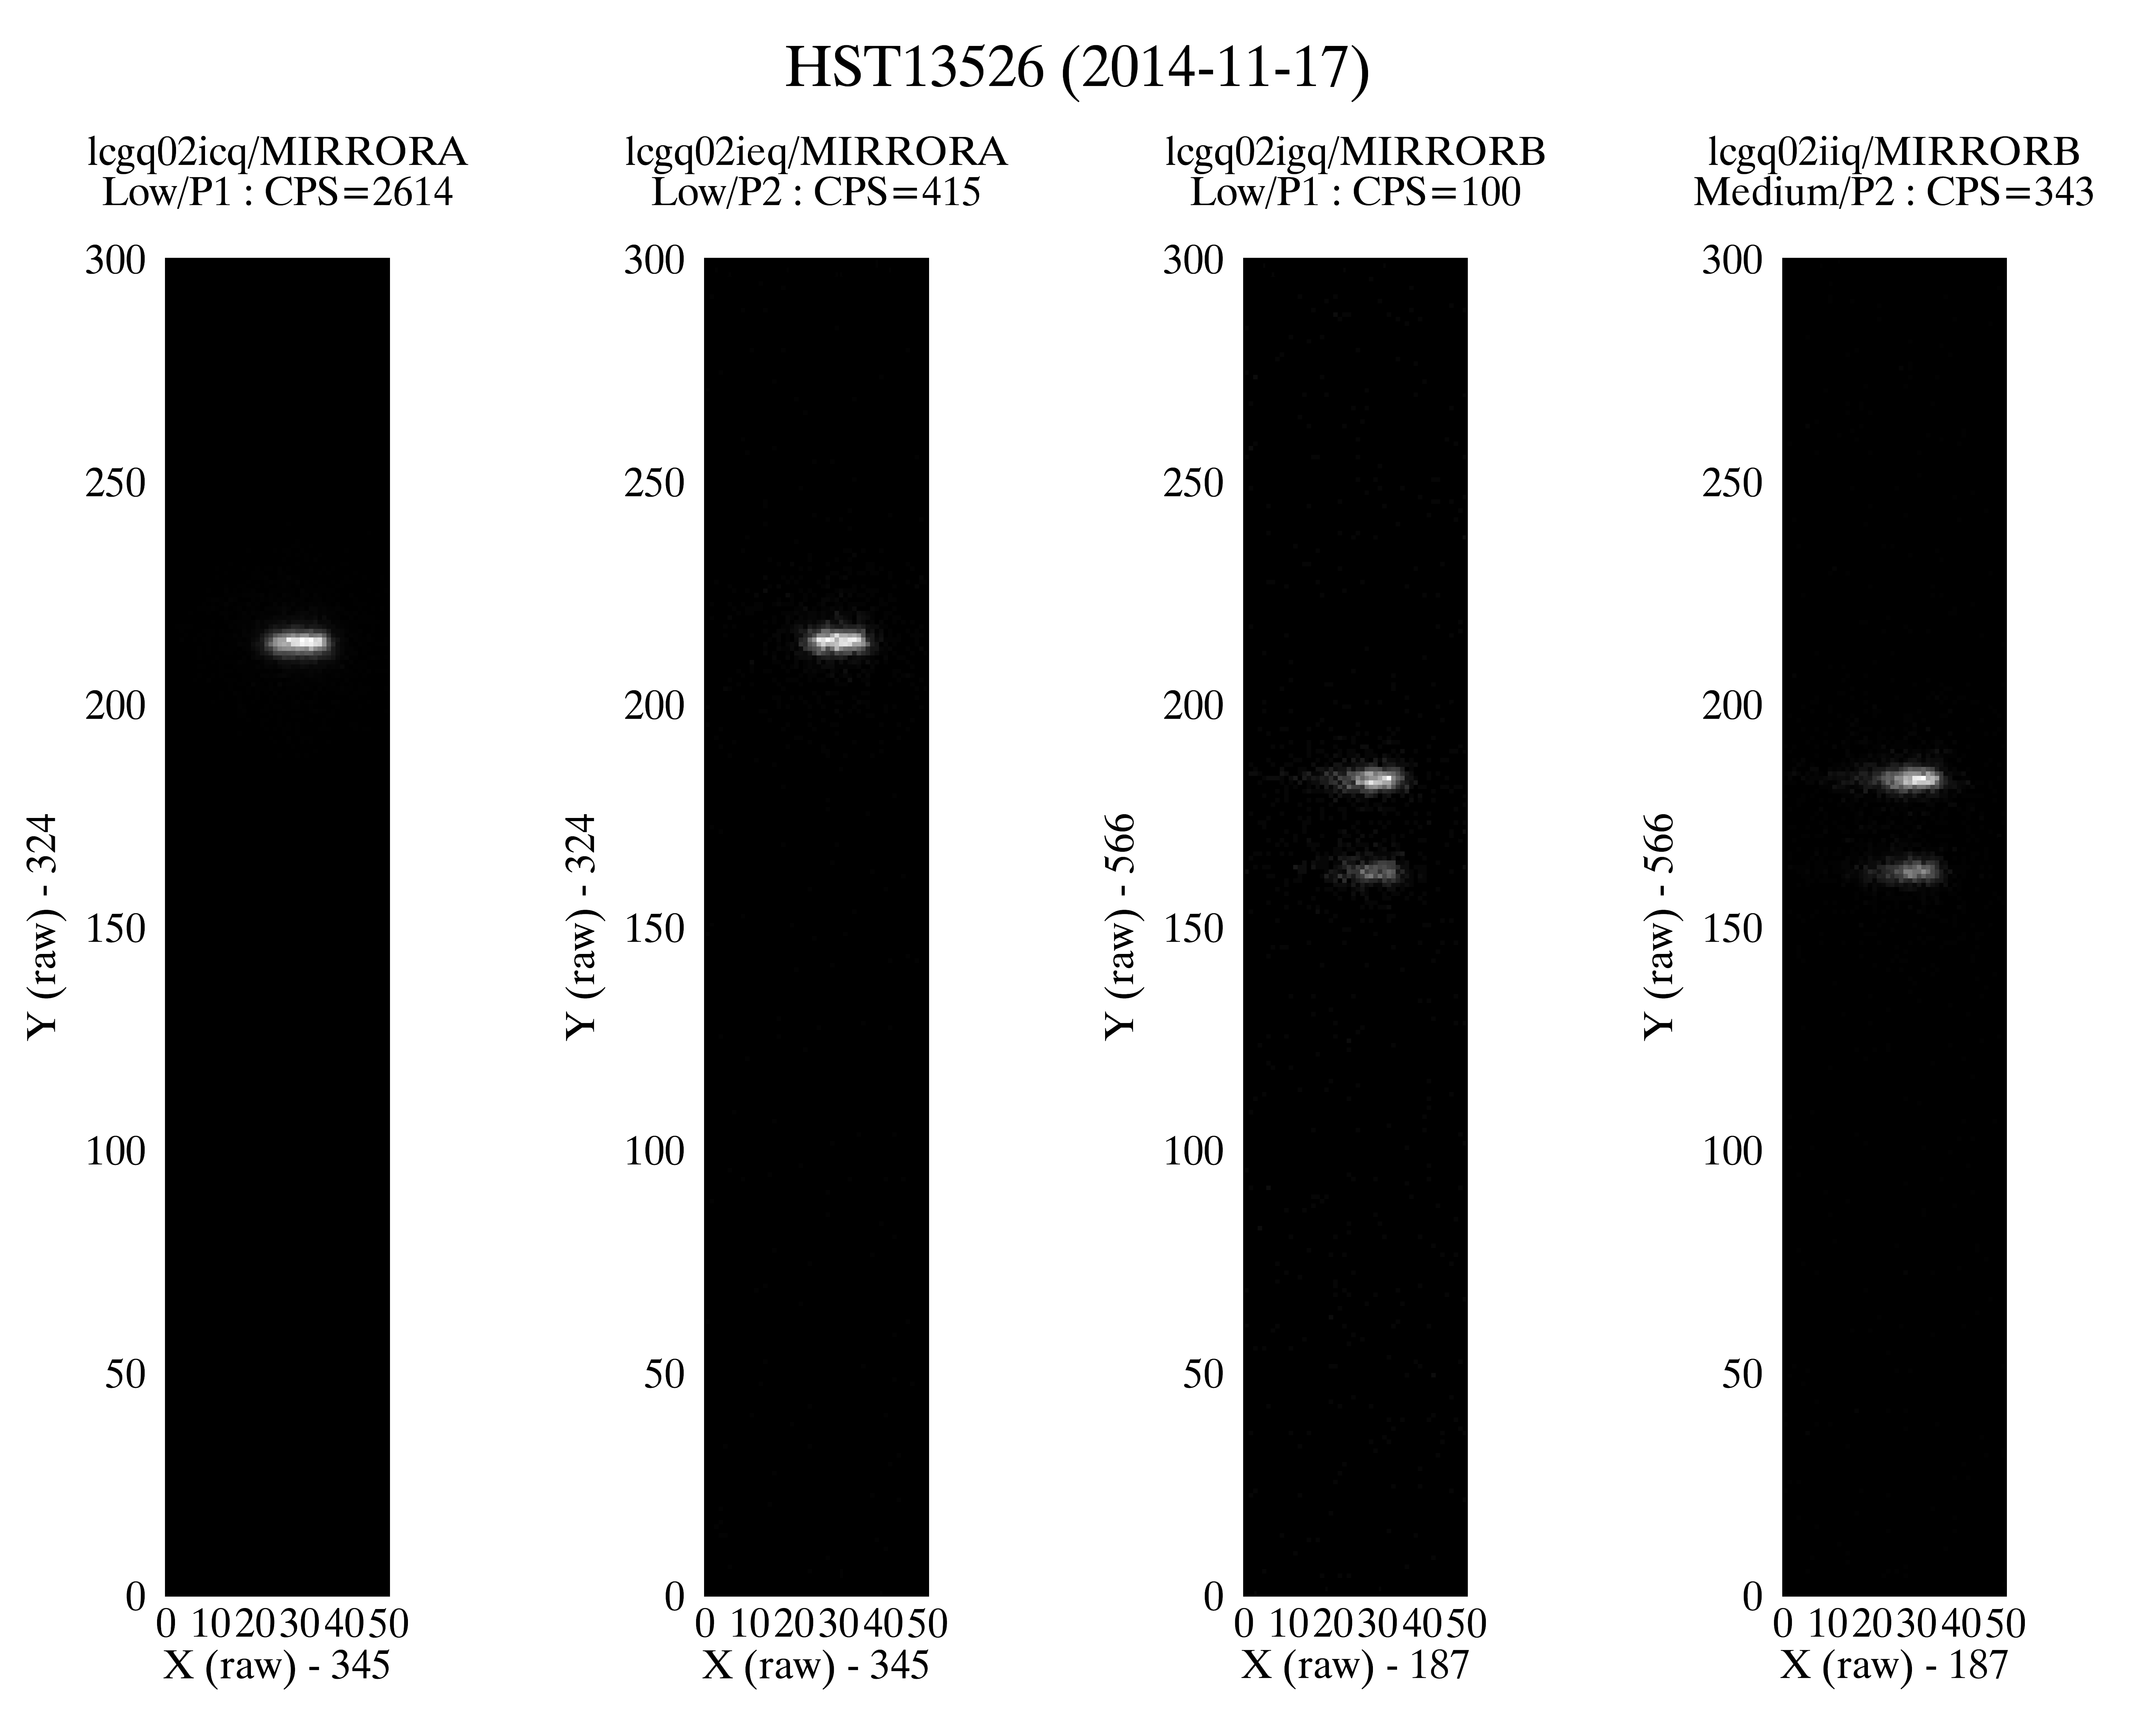 HST13526 (2014-11-17)
lcgq02icq/MIRRORA
Low/P1 : CPS=2614
300
250
200
150
100
50
0
Y (raw) - 324
0 10 20 30 40 50
X (raw) - 345
lcgq02ieq/MIRRORA
Low/P2 : CPS=415
300
250
200
150
100
50
0
Y (raw) - 324
0 10 20 30 40 50
X (raw) - 345
lcgq02igq/MIRRORB
Low/P1 : CPS=100
300
250
200
150
100
50
0
Y (raw) - 566
0 10 20 30 40 50
X (raw) - 187
lcgq02iiq/MIRRORB
Medium/P2 : CPS=343
300
250
200
150
100
50
0
Y (raw) - 566
0 10 20 30 40 50
X (raw) - 187